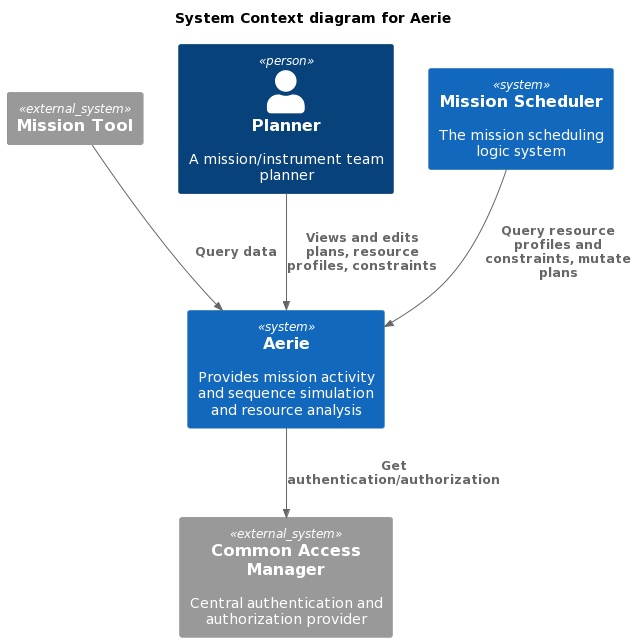 System Context diagram for Aerie
«external_system»
Mission Tool
«person»
Planner
A mission/instrument team
planner
«system»
Mission Scheduler
The mission scheduling
logic system
Query data
Views and edits
plans, resource
profiles, constraints
Query resource
profiles and
constraints, mutate
plans
«system»
Aerie
Provides mission activity
and sequence simulation
and resource analysis
Get
authentication/authorization
«external_system»
Common Access
Manager
Central authentication and
authorization provider